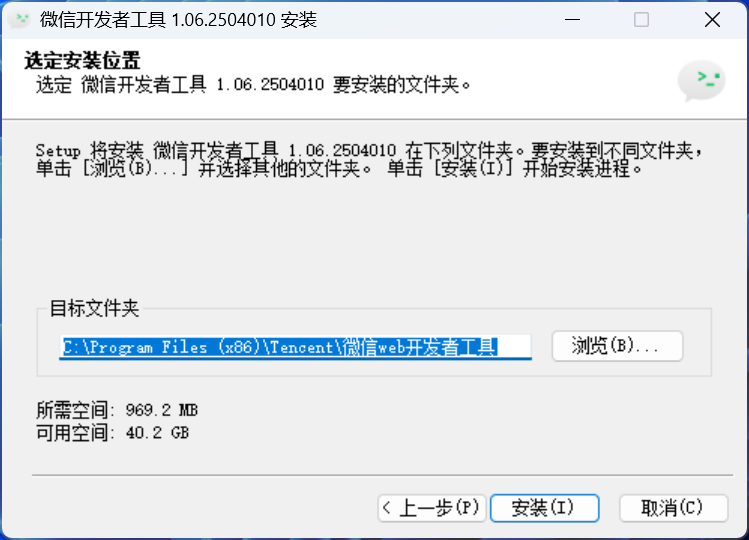 微信开发者工具 1.06.2504010 安装
选定安装位置
选定 微信开发者工具 1.06.2504010 要安装的文件夹。
Setup 将安装 微信开发者工具 1.06.2504010 在下列文件夹。要安装到不同文件夹，
单击 [浏览(B)...] 并选择其他的文件夹。 单击 [安装(I)] 开始安装进程。
目标文件夹
C:\Program Files (x86)\Tencent\微信web开发者工具
浏览(B)...
所需空间: 969.2 MB
可用空间: 40.2 GB
< 上一步(P)
安装(I)
取消(C)